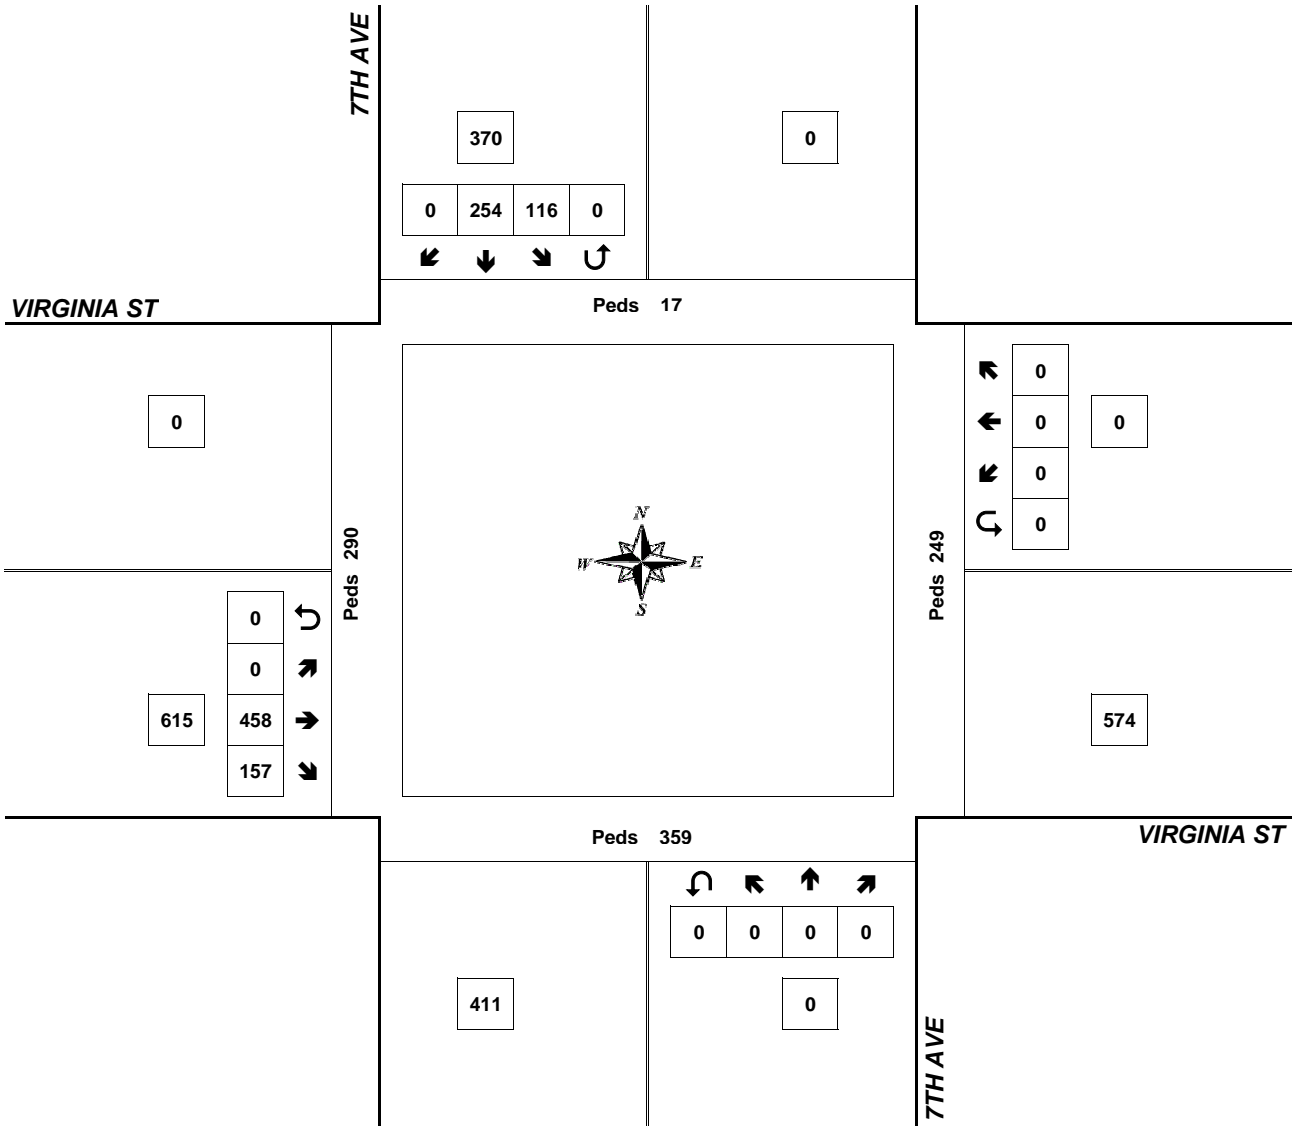 7TH AVE
370
0
0 254 116 0
VIRGINIA ST
Peds 17
0
0
0
0
0
0
N
W E
S
Peds 290
Peds 249
0
0
615
458
157
574
Peds 359
VIRGINIA ST
0 0 0 0
411
0
7TH AVE